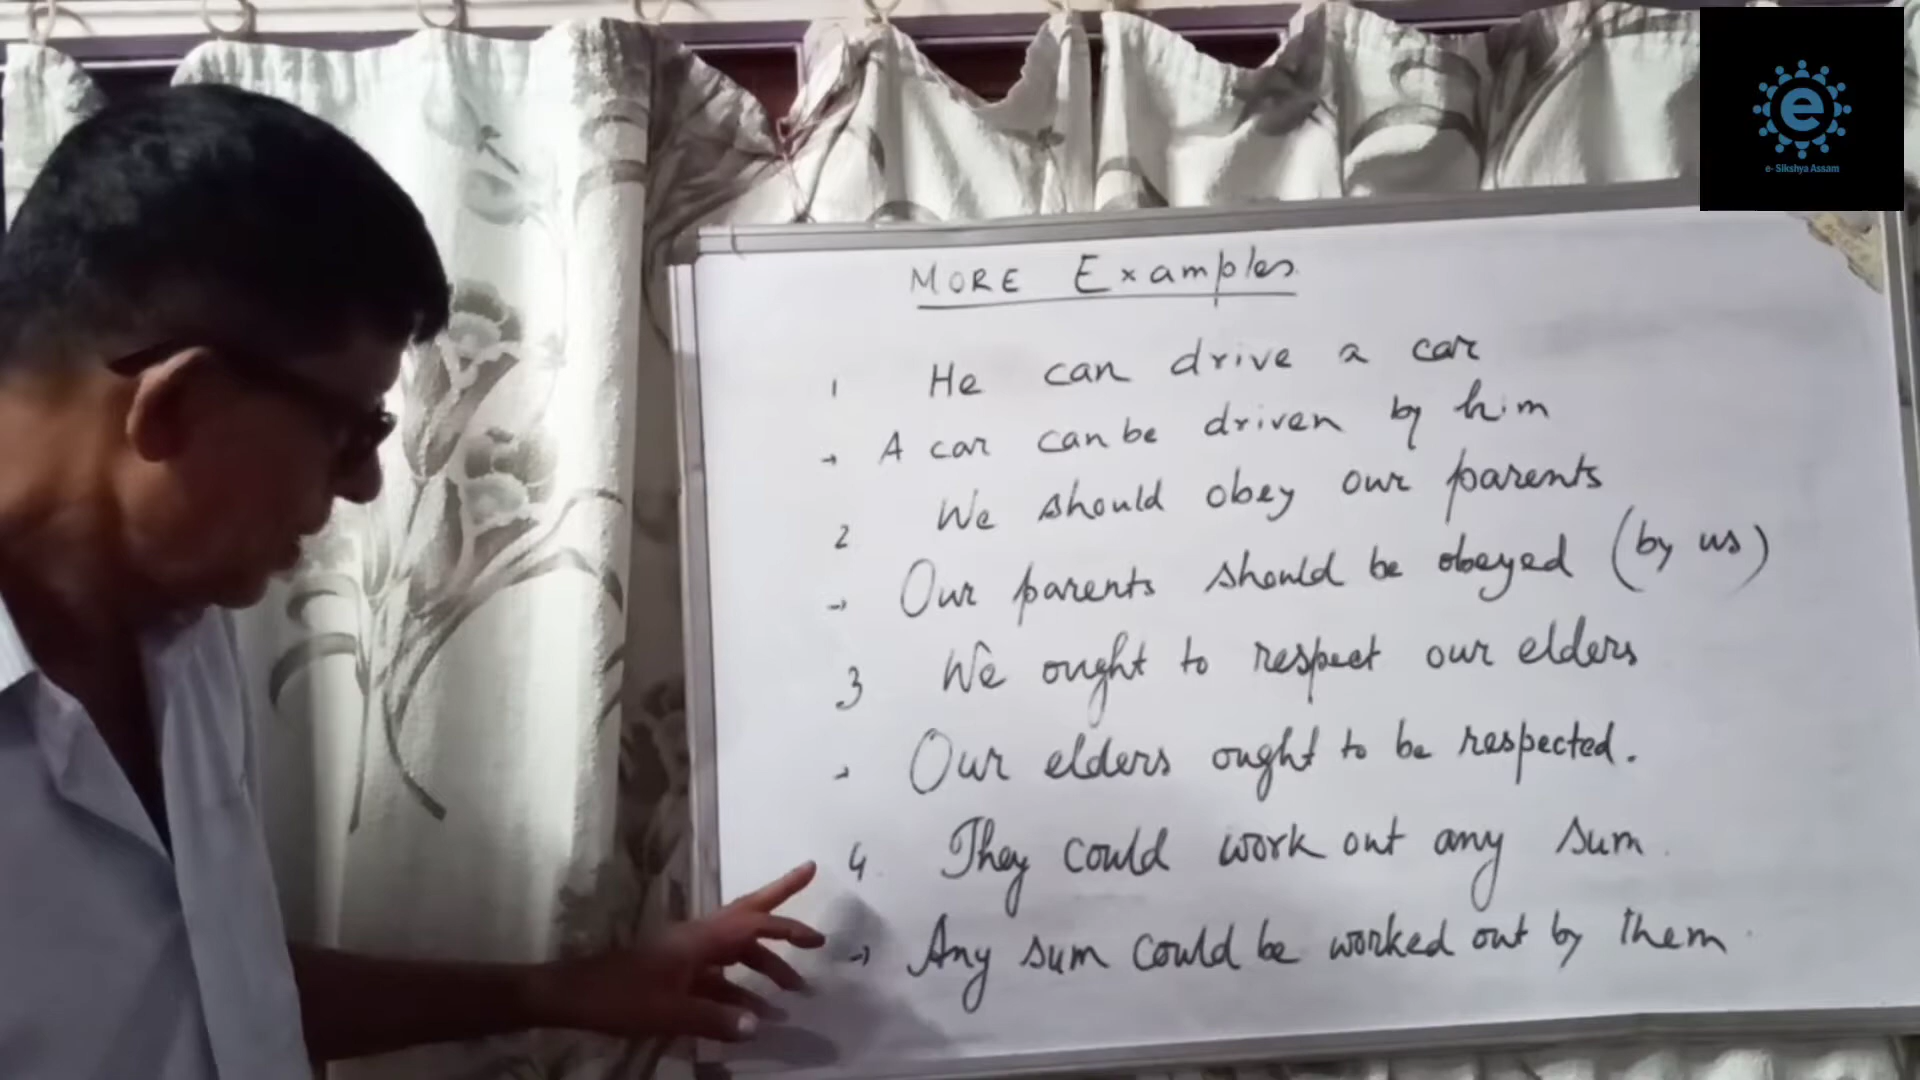 e
e-Sikshya Assam
MORE Examples
1 He can drive a car
→ A car can be driven by him
2 We should obey our parents
→ Our parents should be obeyed (by us)
3 We ought to respect our elders
→ Our elders ought to be respected.
4. They could work out any sum.
→ Any sum could be worked out by them.